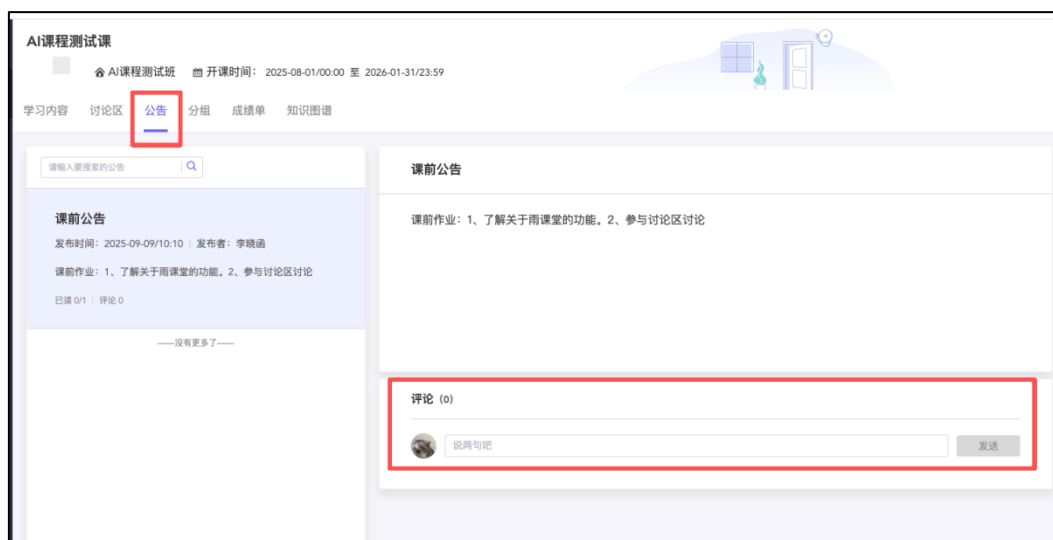 AI课程测试课
AI课程测试班 开课时间： 2025-08-01/00:00 至 2026-01-31/23:59
学习内容 讨论区 公告 分组 成绩单 知识图谱
请输入要搜索的公告
课前公告
发布时间：2025-09-09/10:10 | 发布者：李晓函
课前作业：1、了解关于雨课堂的功能。2、参与讨论区讨论
已读 0/1 | 评论 0
——没有更多了——
课前公告
课前作业：1、了解关于雨课堂的功能。2、参与讨论区讨论
评论 (0)
说两句吧
发送